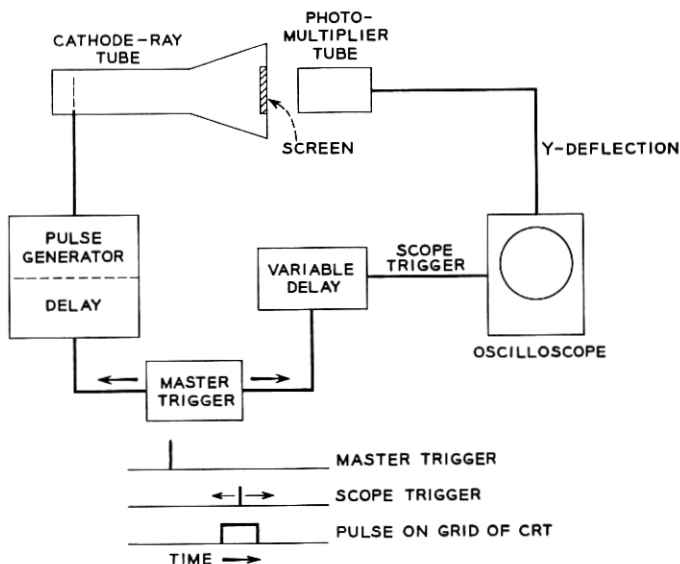 CATHODE-RAY
TUBE
PHOTO-
MULTIPLIER
TUBE
SCREEN
Y-DEFLECTION
PULSE
GENERATOR
DELAY
VARIABLE
DELAY
SCOPE
TRIGGER
OSCILLOSCOPE
MASTER
TRIGGER
MASTER TRIGGER
SCOPE TRIGGER
PULSE ON GRID OF CRT
TIME